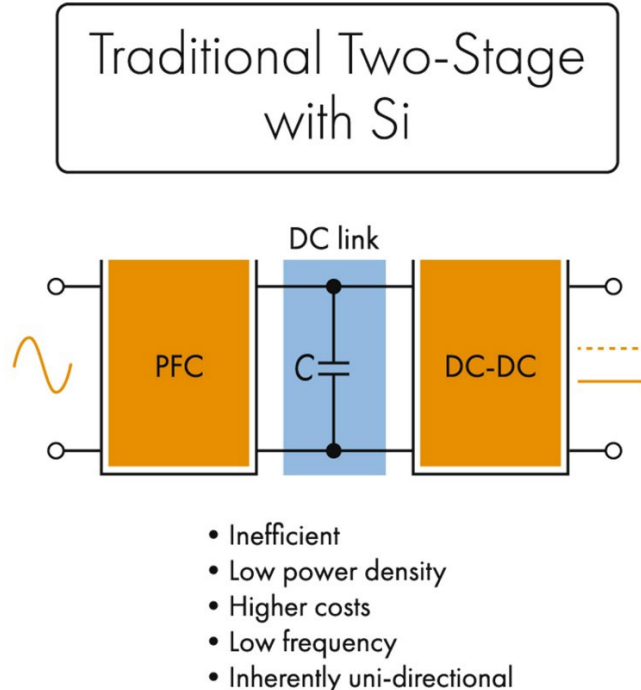 Traditional Two-Stage
with Si
DC link
PFC
C
DC-DC
• Inefficient
• Low power density
• Higher costs
• Low frequency
• Inherently uni-directional